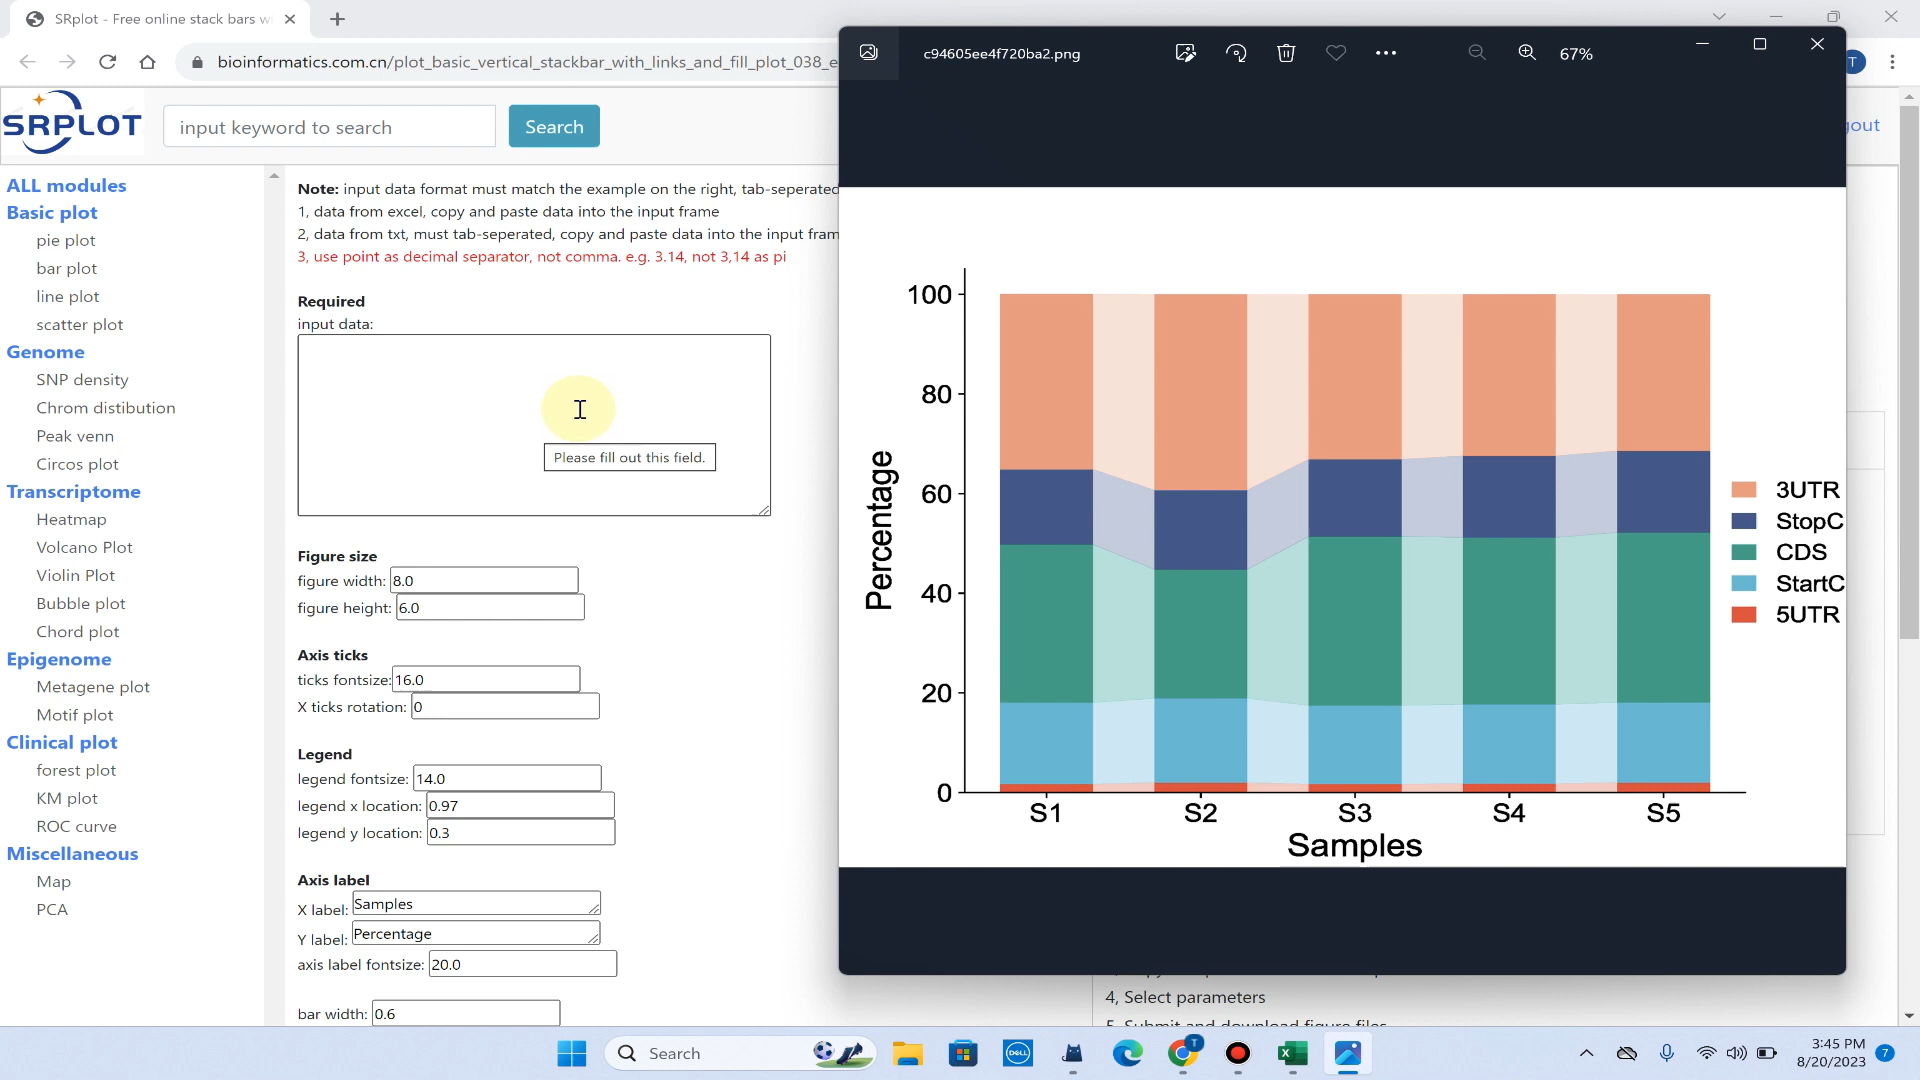 SRplot - Free online stack bars w
bioinformatics.com.cn/plot_basic_vertical_stackbar_with_links_and_fill_plot_038_e
T
SRPLOT
input keyword to search
Search
gout
ALL modules
Basic plot
pie plot
bar plot
line plot
scatter plot
Genome
SNP density
Chrom distibution
Peak venn
Circos plot
Transcriptome
Heatmap
Volcano Plot
Violin Plot
Bubble plot
Chord plot
Epigenome
Metagene plot
Motif plot
Clinical plot
forest plot
KM plot
ROC curve
Miscellaneous
Map
PCA
Note: input data format must match the example on the right, tab-seperated
1, data from excel, copy and paste data into the input frame
2, data from txt, must tab-seperated, copy and paste data into the input fram
3, use point as decimal separator, not comma. e.g. 3.14, not 3,14 as pi
Required
input data:
Please fill out this field.
Figure size
figure width: 8.0
figure height: 6.0
Axis ticks
ticks fontsize: 16.0
X ticks rotation: 0
Legend
legend fontsize: 14.0
legend x location: 0.97
legend y location: 0.3
Axis label
X label: Samples
Y label: Percentage
axis label fontsize: 20.0
bar width: 0.6
c94605ee4f720ba2.png
67%
100
80
60
40
20
0
Percentage
S1 S2 S3 S4 S5
Samples
3UTR
StopC
CDS
StartC
5UTR
4, Select parameters
5, Submit and download figure files
Search
DELL
T
3:45 PM
8/20/2023
7